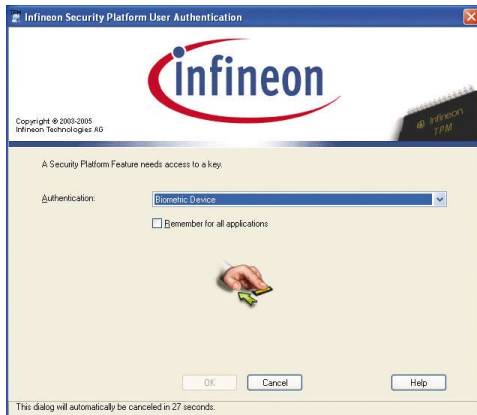 Infineon Security Platform User Authentication
infineon
Copyright © 2003-2005
Infineon Technologies AG
Infineon
TPM
A Security Platform Feature needs access to a key.
Authentication:
Biometric Device
Remember for all applications
OK
Cancel
Help
This dialog will automatically be canceled in 27 seconds.